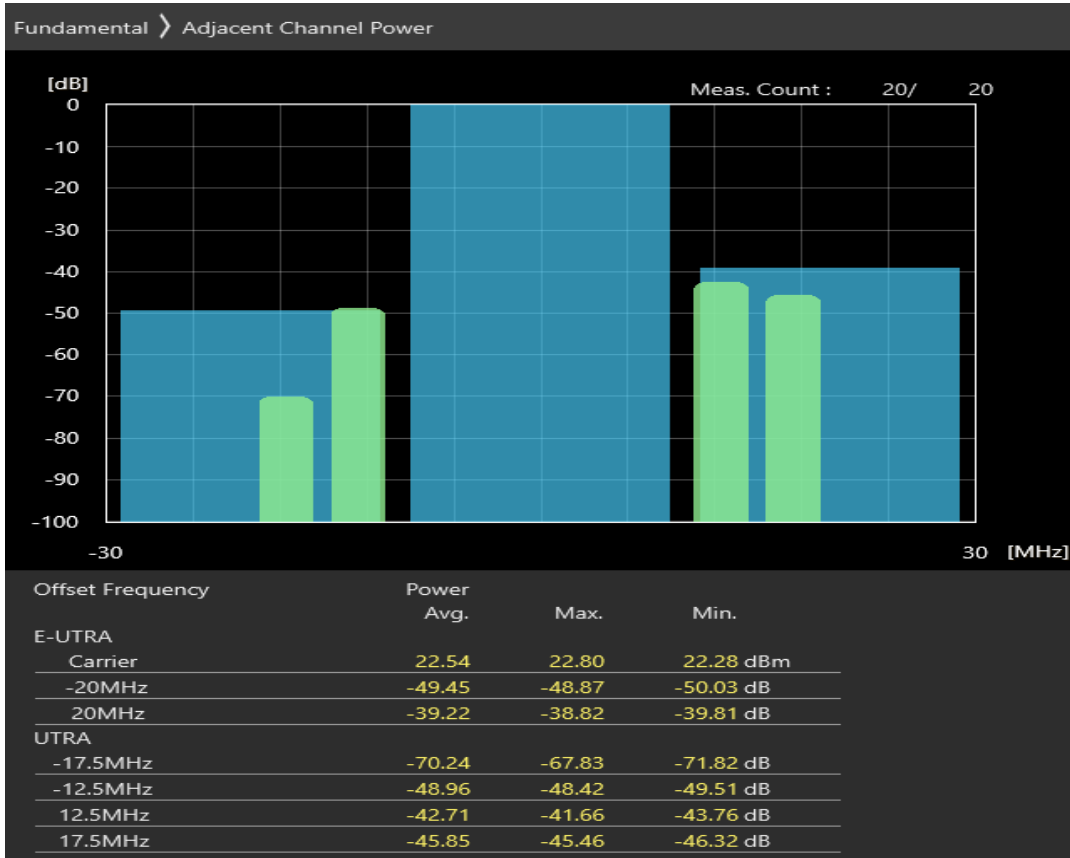 Fundamental 〉 Adjacent Channel Power
[dB]
Meas. Count : 20/ 20
0
-10
-20
-30
-40
-50
-60
-70
-80
-90
-100
-30 30 [MHz]
Offset Frequency Power
Avg. Max. Min.
E-UTRA
Carrier 22.54 22.80 22.28 dBm
-20MHz -49.45 -48.87 -50.03 dB
20MHz -39.22 -38.82 -39.81 dB
UTRA
-17.5MHz -70.24 -67.83 -71.82 dB
-12.5MHz -48.96 -48.42 -49.51 dB
12.5MHz -42.71 -41.66 -43.76 dB
17.5MHz -45.85 -45.46 -46.32 dB